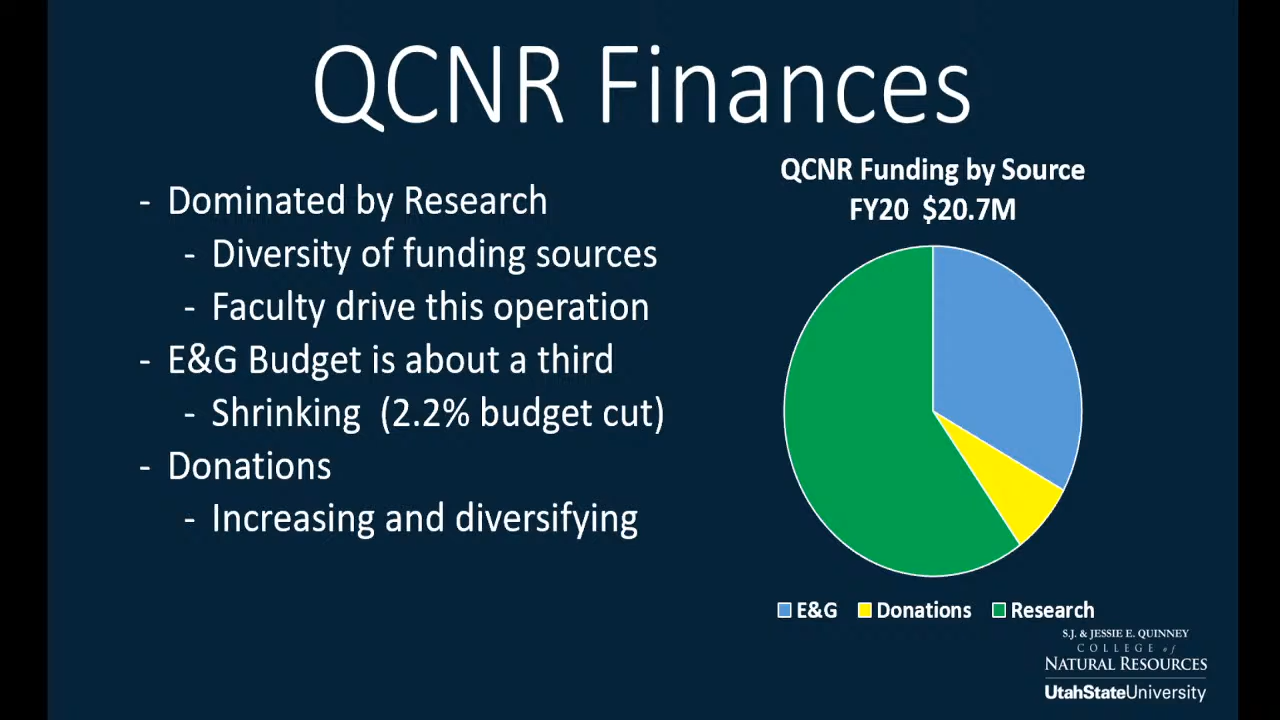 QCNR Finances
- Dominated by Research
- Diversity of funding sources
- Faculty drive this operation
- E&G Budget is about a third
- Shrinking (2.2% budget cut)
- Donations
- Increasing and diversifying
QCNR Funding by Source
FY20 $20.7M
E&G Donations Research
S.J. & JESSIE E. QUINNEY
COLLEGE of
NATURAL RESOURCES
UtahStateUniversity